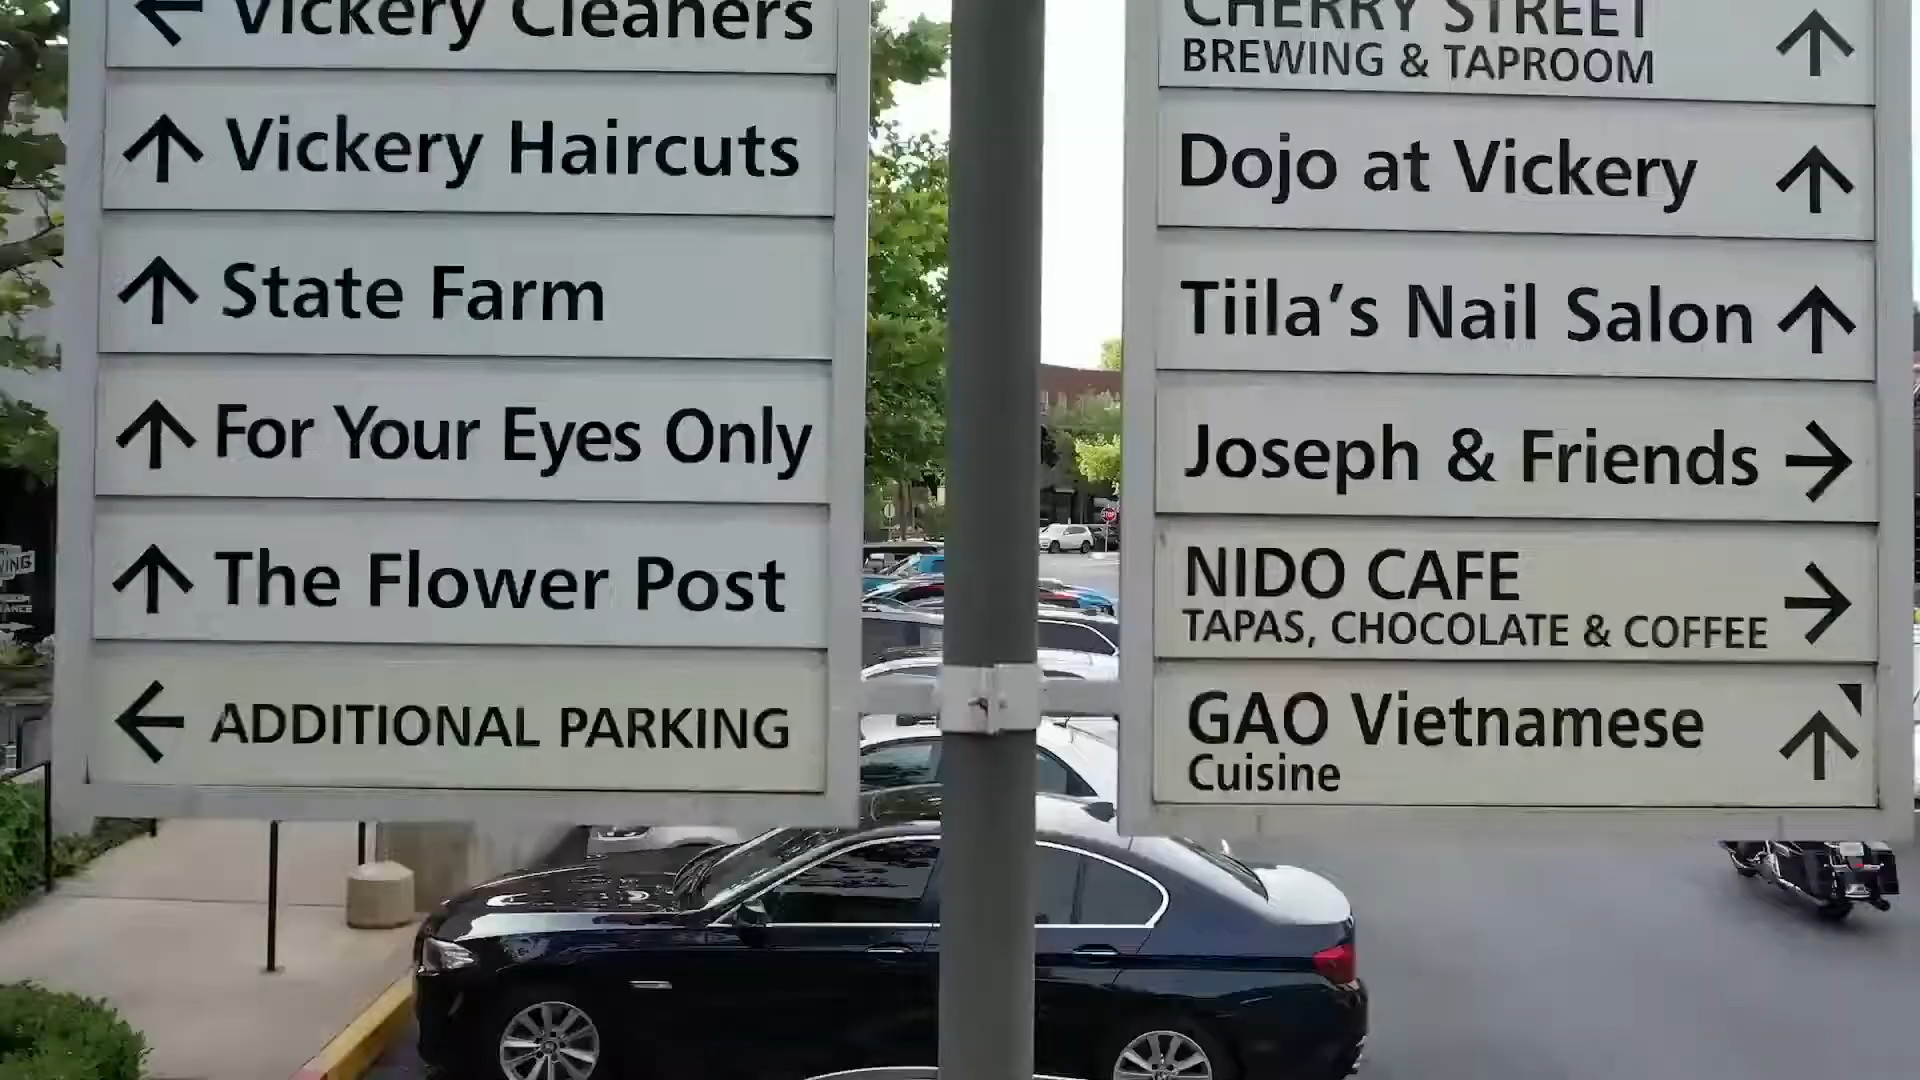 Vickery Cleaners
Vickery Haircuts
State Farm
For Your Eyes Only
The Flower Post
ADDITIONAL PARKING
CHERRY STREET
BREWING & TAPROOM
Dojo at Vickery
Tiila's Nail Salon
Joseph & Friends
NIDO CAFE
TAPAS, CHOCOLATE & COFFEE
GAO Vietnamese
Cuisine
STOP